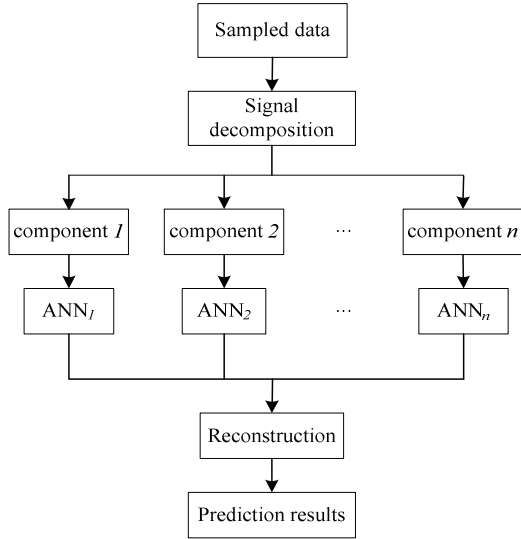 Sampled data
Signal
decomposition
component 1
component 2
...
component n
ANN1
ANN2
...
ANNn
Reconstruction
Prediction results